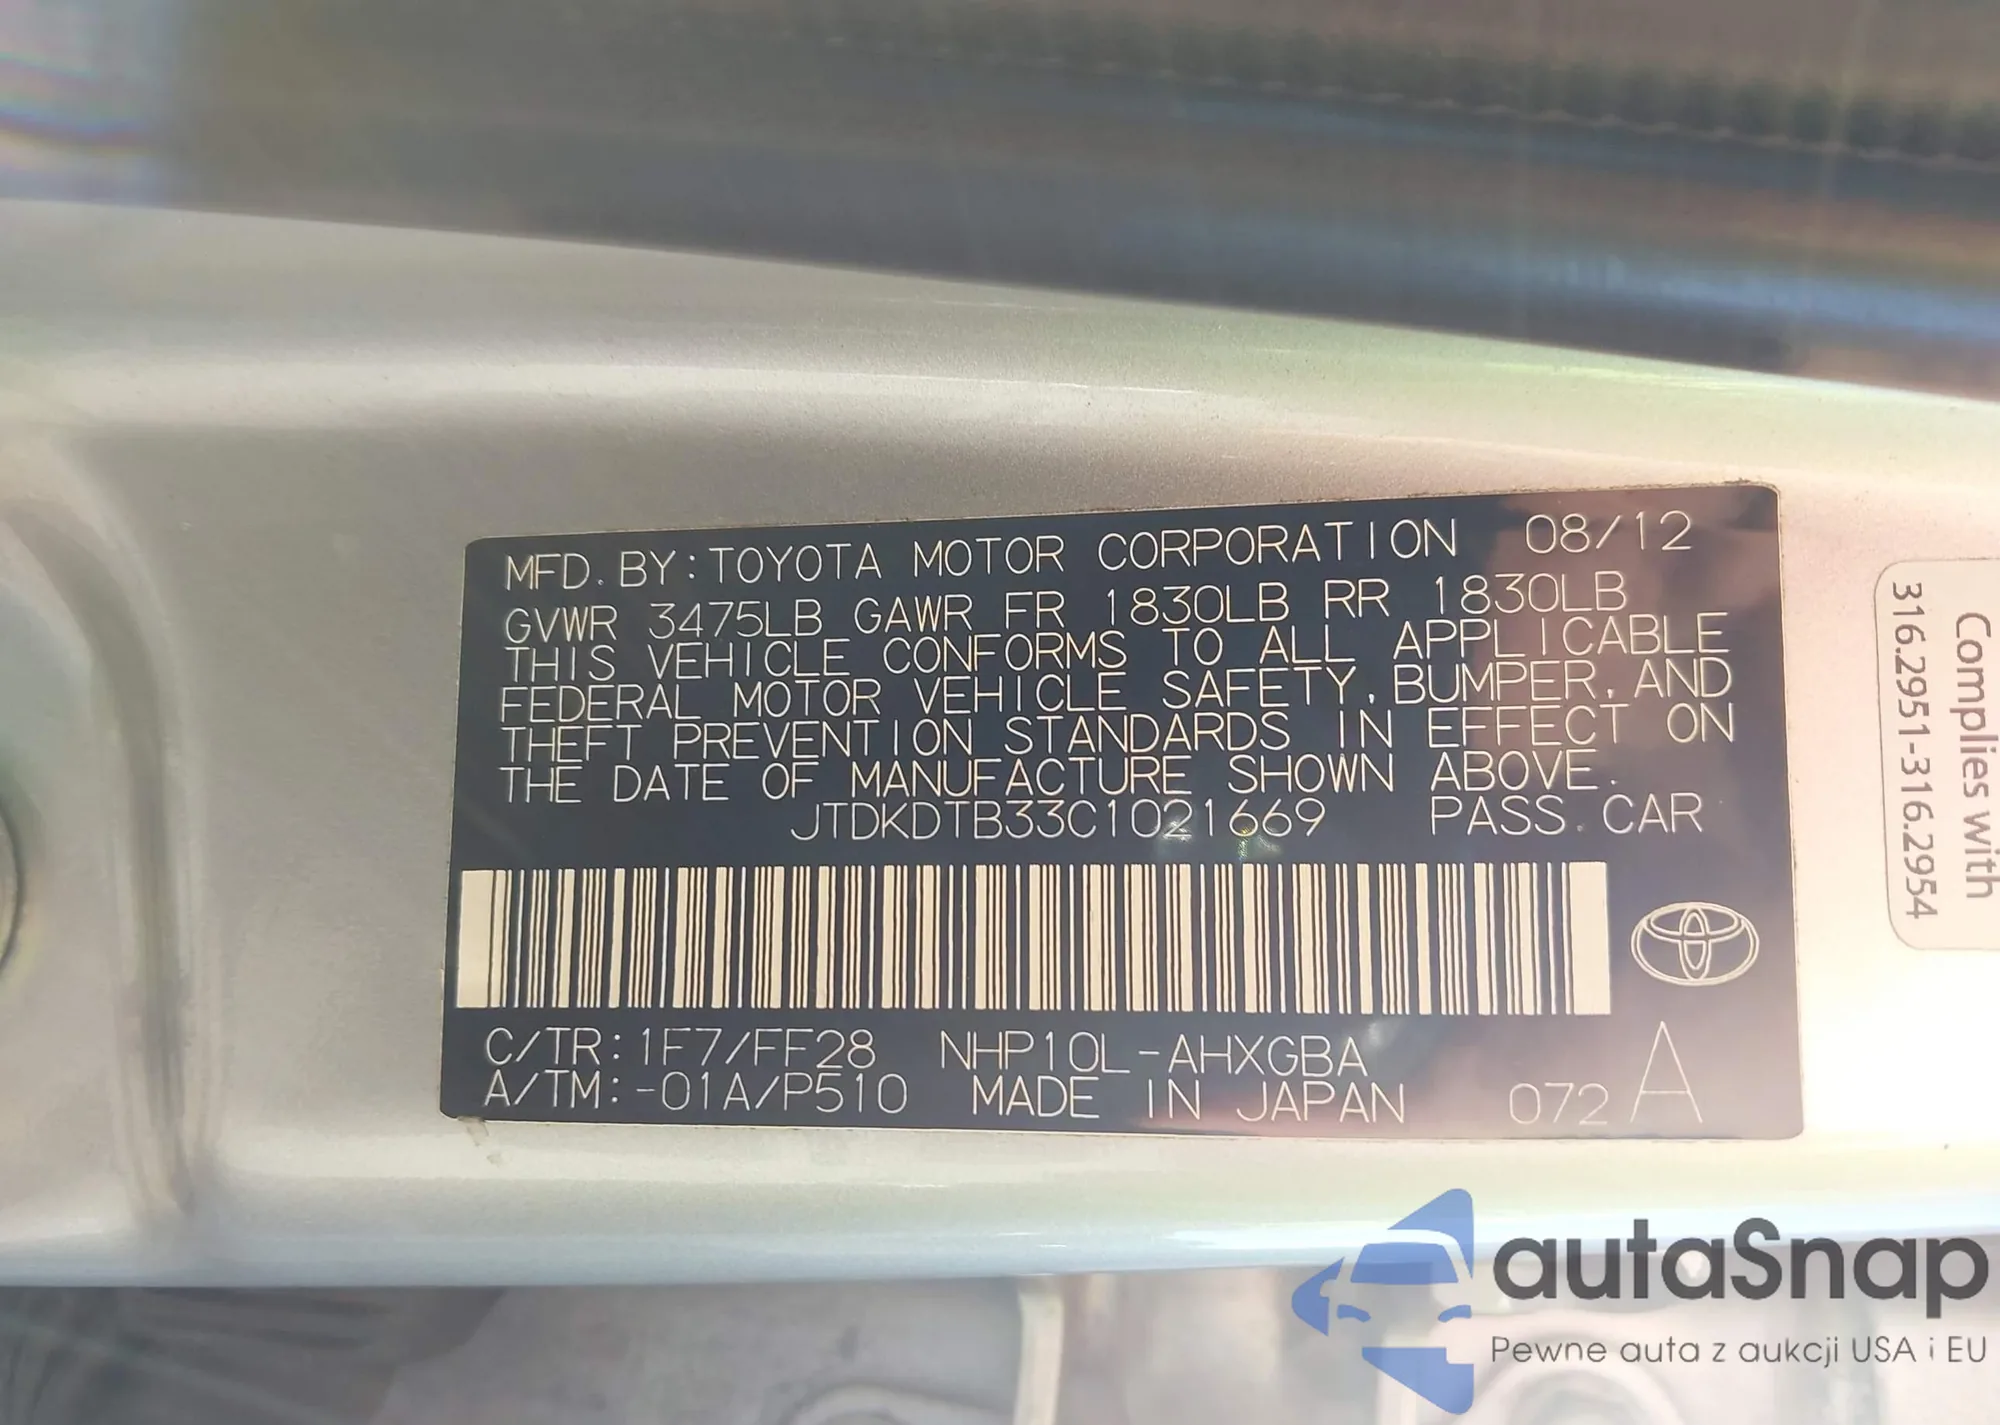 MFD. BY: TOYOTA MOTOR CORPORATION 08/12
GVWR 3475LB GAWR FR 1830LB RR 1830LB
THIS VEHICLE CONFORMS TO ALL APPLICABLE
FEDERAL MOTOR VEHICLE SAFETY, BUMPER, AND
THEFT PREVENTION STANDARDS IN EFFECT ON
THE DATE OF MANUFACTURE SHOWN ABOVE.
JTDKDTB33C1021669 PASS. CAR
C/TR: 1F7/FF28 NHP10L-AHXGBA
A/TM: -01A/P510 MADE IN JAPAN 072 A
Complies with
316.2951-316.2954
autaSnap
Pewne auta z aukcji USA i EU